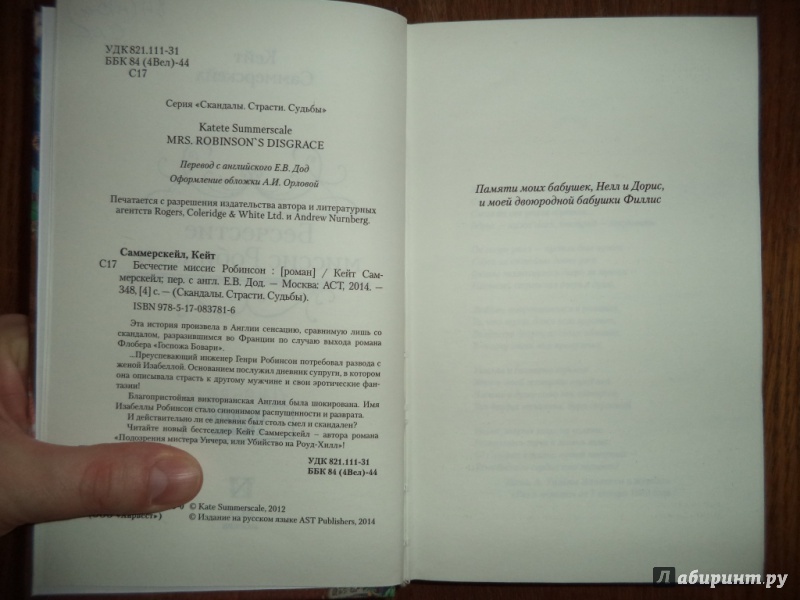 УДК 821.111-31
ББК 84 (4Вел)-44
С17
Серия «Скандалы. Страсти. Судьбы»
Katete Summerscale
MRS. ROBINSON`S DISGRACE
Перевод с английского Е.В. Дод
Оформление обложки А.И. Орловой
Печатается с разрешения издательства автора и литературных
агентств Rogers, Coleridge & White Ltd. и Andrew Nurnberg.
Саммерскейл, Кейт
С17 Бесчестие миссис Робинсон : [роман] / Кейт Сам-
мерскейл; пер. с англ. Е.В. Дод. — Москва: АСТ, 2014. —
348, [4] с. — (Скандалы. Страсти. Судьбы).
ISBN 978-5-17-083781-6
Эта история произвела в Англии сенсацию, сравнимую лишь со
скандалом, разразившимся во Франции по случаю выхода романа
Флобера «Госпожа Бовари».
...Преуспевающий инженер Генри Робинсон потребовал развода с
женой Изабеллой. Основанием послужил дневник супруги, в котором
она описывала страсть к другому мужчине и свои эротические фан-
тазии!
Благопристойная викторианская Англия была шокирована. Имя
Изабеллы Робинсон стало синонимом распущенности и разврата.
И действительно ли ее дневник был столь смел и скандален?
Читайте новый бестселлер Кейт Саммерскейл – автора романа
«Подозрения мистера Уичера, или Убийство на Роуд-Хилл»!
УДК 821.111-31
ББК 84 (4Вел)-44
© Kate Summerscale, 2012
© Издание на русском языке AST Publishers, 2014
Памяти моих бабушек, Нелл и Дорис,
и моей двоюродной бабушки Филлис
Лабиринт.ру